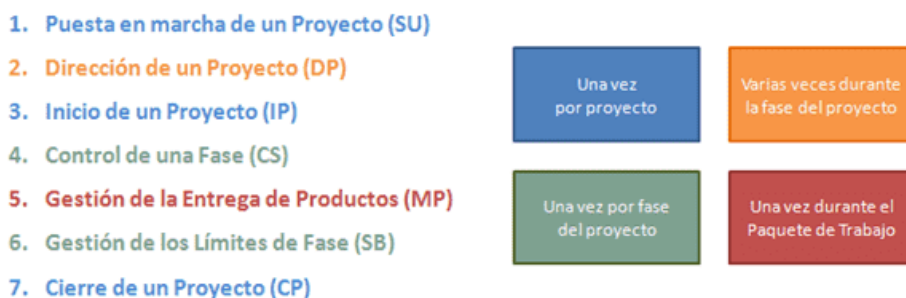 1. Puesta en marcha de un Proyecto (SU)
2. Dirección de un Proyecto (DP)
3. Inicio de un Proyecto (IP)
4. Control de una Fase (CS)
5. Gestión de la Entrega de Productos (MP)
6. Gestión de los Límites de Fase (SB)
7. Cierre de un Proyecto (CP)
Una vez
por proyecto
Varias veces durante
la fase del proyecto
Una vez por fase
del proyecto
Una vez durante el
Paquete de Trabajo